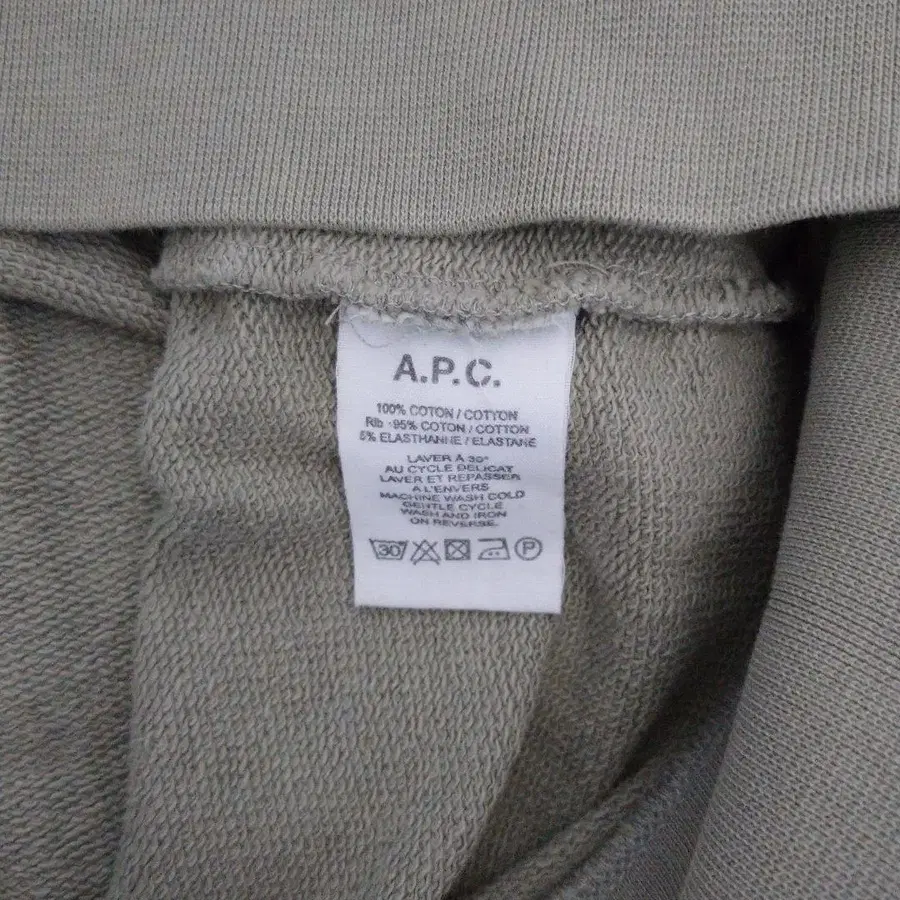 A.P.C.
100% COTON / COTTON
Rib : 95% COTON / COTTON
5% ELASTHANNE / ELASTANE
LAVER A 30°
AU CYCLE DELICAT
LAVER ET REPASSER
A L'ENVERS
MACHINE WASH COLD
GENTLE CYCLE
WASH AND IRON
ON REVERSE.
30 P